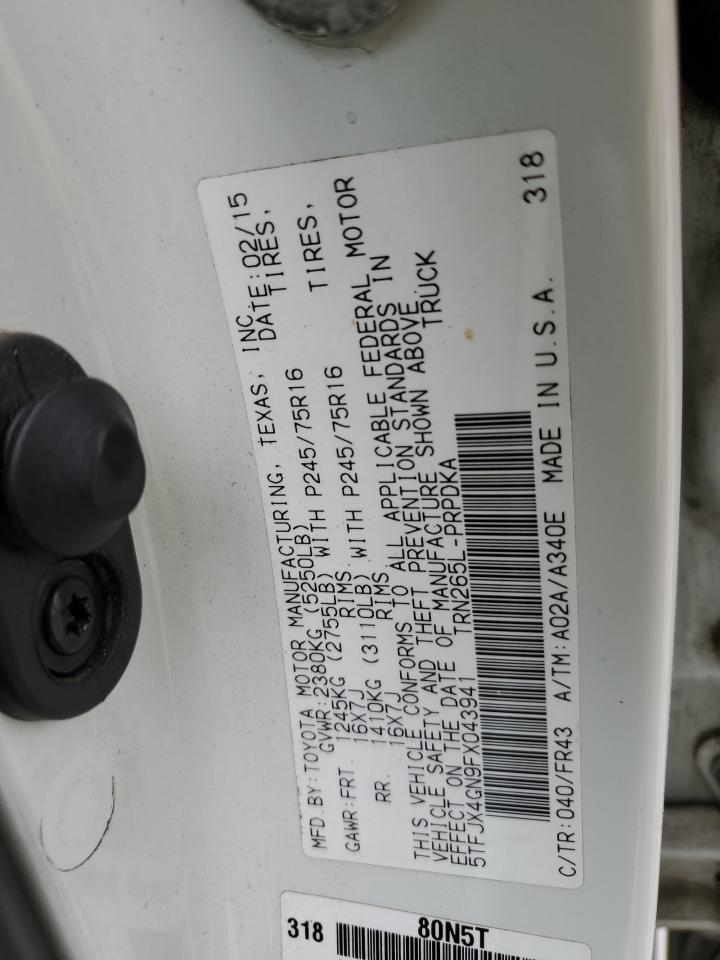 MFD. BY: TOYOTA MOTOR MANUFACTURING, TEXAS, INC. DATE: 02/15
GVWR: 2380KG (5250LB)
GAWR: FRT. 1245KG (2755LB) WITH P245/75R16 TIRES,
16X7J RIMS
RR. 1410KG (3110LB) WITH P245/75R16 TIRES,
16X7J RIMS
THIS VEHICLE CONFORMS TO ALL APPLICABLE FEDERAL MOTOR
VEHICLE SAFETY AND THEFT PREVENTION STANDARDS IN
EFFECT ON THE DATE OF MANUFACTURE SHOWN ABOVE.
5TFJX4GN9FX043941 TRN265L-PRPDKA TRUCK
C/TR: 040/FR43 A/TM: A02A/A340E MADE IN U.S.A. 318
318 80N5T